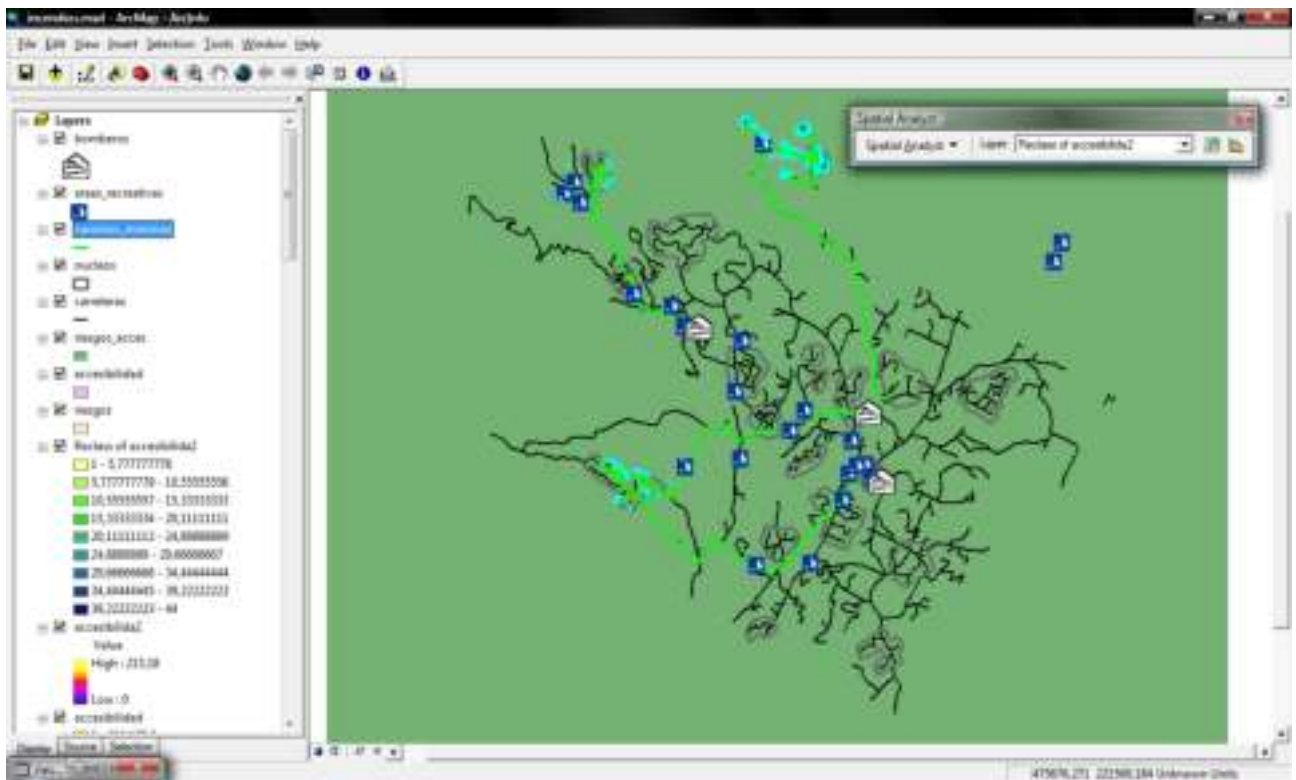 incendios.mxd - ArcMap - ArcInfo
File Edit View Insert Selection Tools Window Help
Layers
bomberos
areas_recreativas
nucleos
carreteras
riesgos_acces
accesibilidad
riesgos
Reclass of accesibilida2
1 - 5,777777778
5,777777779 - 10,55555556
10,55555557 - 15,33333333
15,33333334 - 20,11111111
20,11111112 - 24,88888889
24,8888889 - 29,66666667
29,66666668 - 34,44444444
34,44444445 - 39,22222222
39,22222223 - 44
accesibilida2
Value
High : 215,18
Low : 0
accesibilidad
Display Source Selection
Spatial Analyst
Spatial Analyst Layer: Reclass of accesibilida2
Unknown Units